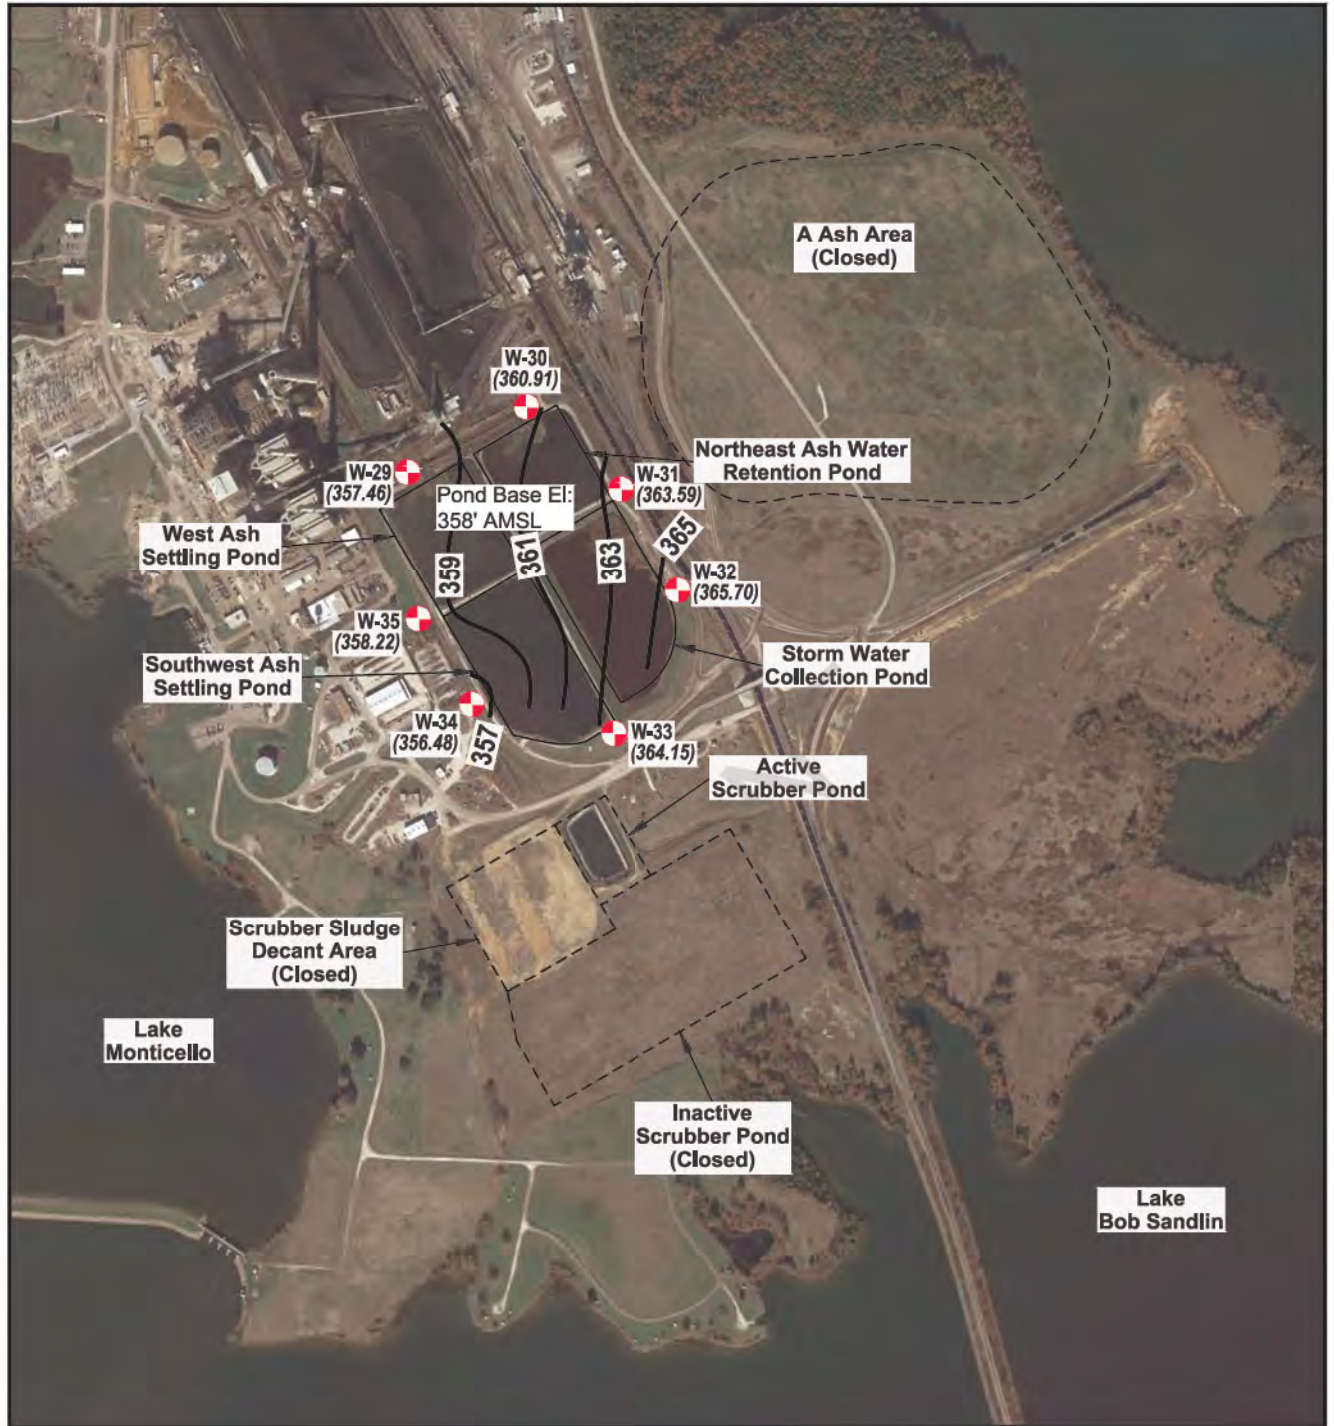 A Ash Area
(Closed)
W-30
(360.91)
Northeast Ash Water
Retention Pond
W-29
(357.46)
W-31
(363.59)
Pond Base El:
358' AMSL
West Ash
Settling Pond
359
361
363
365
W-32
(365.70)
W-35
(358.22)
Southwest Ash
Settling Pond
Storm Water
Collection Pond
W-34
(356.48)
357
W-33
(364.15)
Active
Scrubber Pond
Scrubber Sludge
Decant Area
(Closed)
Lake
Monticello
Inactive
Scrubber Pond
(Closed)
Lake
Bob Sandlin